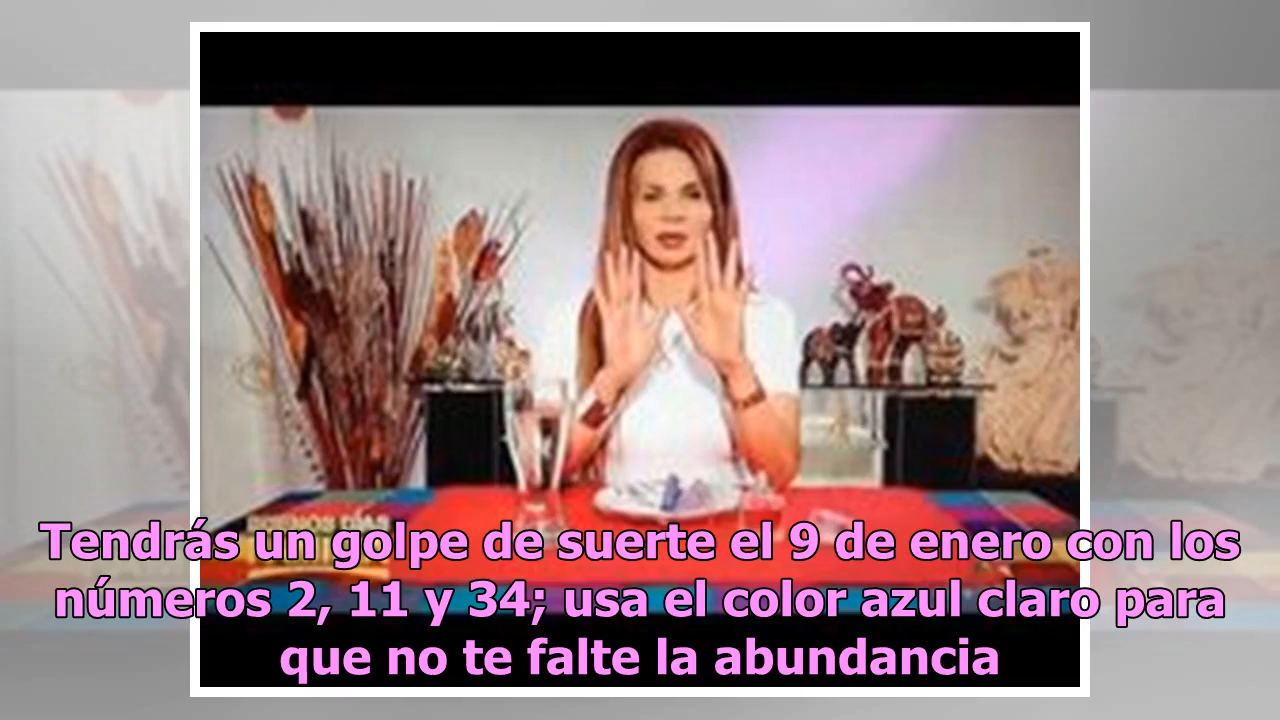 Tendrás un golpe de suerte el 9 de enero con los
números 2, 11 y 34; usa el color azul claro para
que no te falte la abundancia